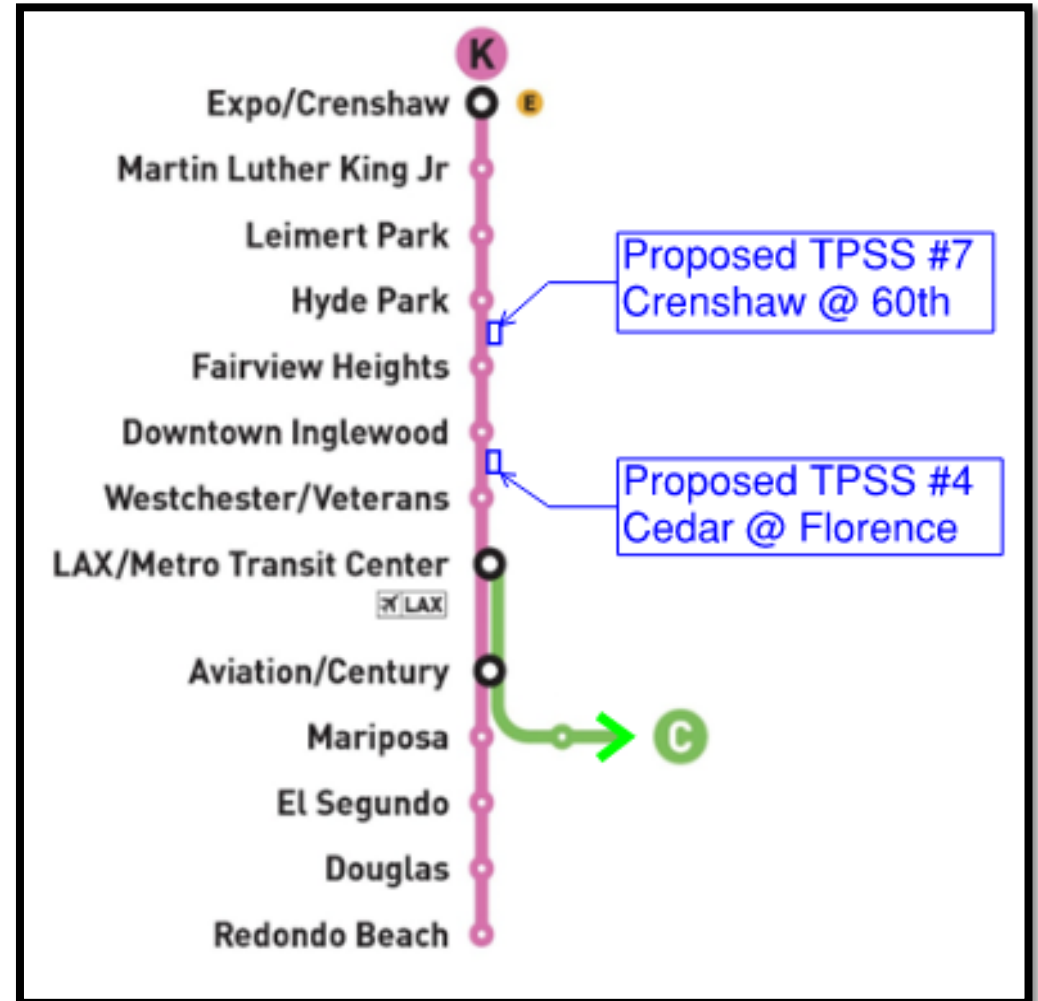 K
Expo/Crenshaw E
Martin Luther King Jr
Leimert Park
Proposed TPSS #7
Crenshaw @ 60th
Hyde Park
Fairview Heights
Downtown Inglewood
Proposed TPSS #4
Cedar @ Florence
Westchester/Veterans
LAX/Metro Transit Center
LAX
Aviation/Century
Mariposa
C
El Segundo
Douglas
Redondo Beach